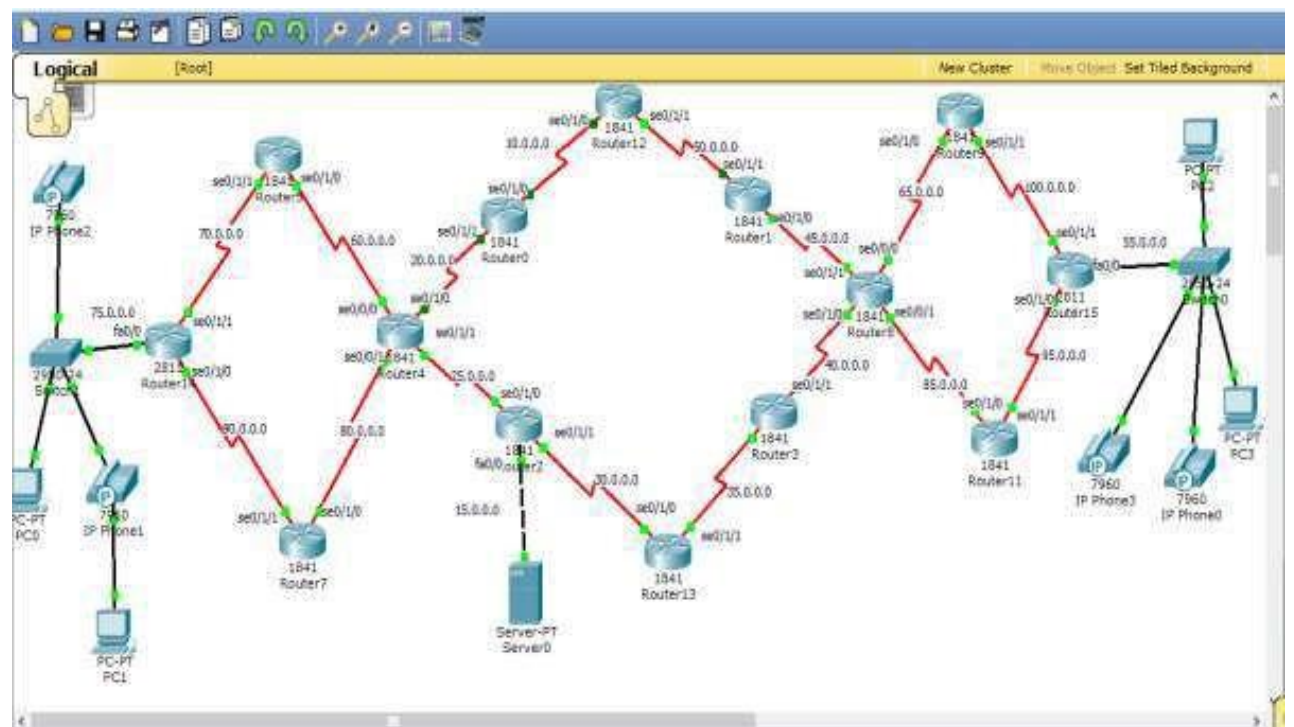 Logical
[Root]
New Cluster
Move Object
Set Tiled Background
se0/1/0
1841
Router12
se0/1/1
10.0.0.0
50.0.0.0
se0/1/0
se0/1/1
Router9
65.0.0.0
100.0.0.0
7960
IP Phone2
se0/1/1
se0/1/0
70.0.0.0
60.0.0.0
se0/1/0
se0/1/1
1841
Router0
20.0.0.0
se0/1/1
se0/1/0
1841
Router1
45.0.0.0
se0/0/0
se0/1/1
se0/1/0
1841
se0/0/1
PC-PT
55.0.0.0
se0/1/1
fa0/0
se0/1/0
2811
Router15
95.0.0.0
75.0.0.0
fa0/0
se0/1/1
se0/1/0
se0/0/0
se0/1/0
se0/1/1
1841
Router4
25.0.0.0
40.0.0.0
85.0.0.0
90.0.0.0
80.0.0.0
se0/1/0
se0/1/1
1841
fa0/0
se0/1/1
1841
se0/1/0
se0/1/1
1841
Router11
PC-PT
PC3
7960
IP Phone3
7960
IP Phone0
PC-PT
PC0
IP Phone1
se0/1/1
se0/1/0
1841
Router7
15.0.0.0
30.0.0.0
35.0.0.0
se0/1/0
se0/1/1
1841
Router13
Server-PT
Server0
PC-PT
PC1